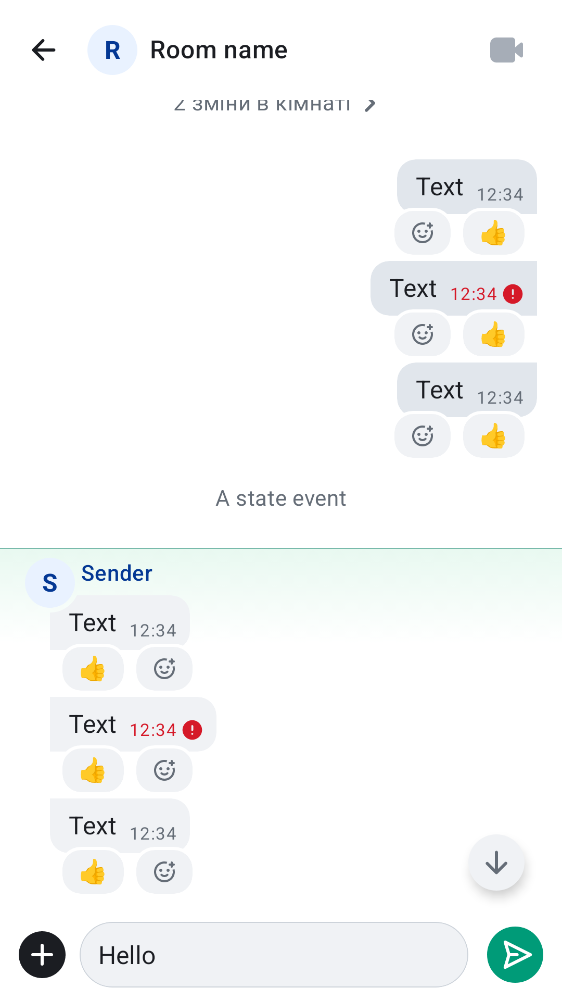 R Room name
2 зміни в кімнаті
Text 12:34
👍
Text 12:34 !
👍
Text 12:34
👍
A state event
S Sender
Text 12:34
👍
Text 12:34 !
👍
Text 12:34
👍
Hello